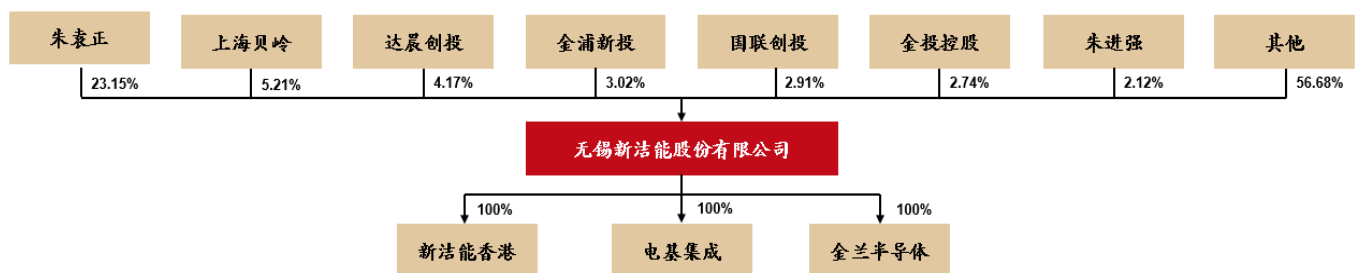 朱袁正
上海贝岭
达晨创投
金浦新投
国联创投
金投控股
朱进强
其他
23.15%
5.21%
4.17%
3.02%
2.91%
2.74%
2.12%
56.68%
无锡新洁能股份有限公司
100%
100%
100%
新洁能香港
电基集成
金兰半导体